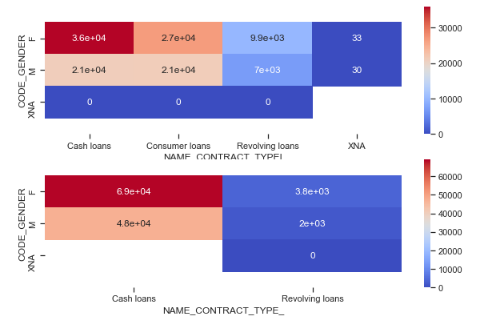 3.6e+04 2.7e+04 9.9e+03 33
2.1e+04 2.1e+04 7e+03 30
0 0 0
F
M
XNA
CODE_GENDER
Cash loans Consumer loans Revolving loans XNA
30000
20000
10000
0
6.9e+04 3.8e+03
4.8e+04 2e+03
0
F
M
XNA
CODE_GENDER
Cash loans Revolving loans
NAME_CONTRACT_TYPE_
60000
50000
40000
30000
20000
10000
0